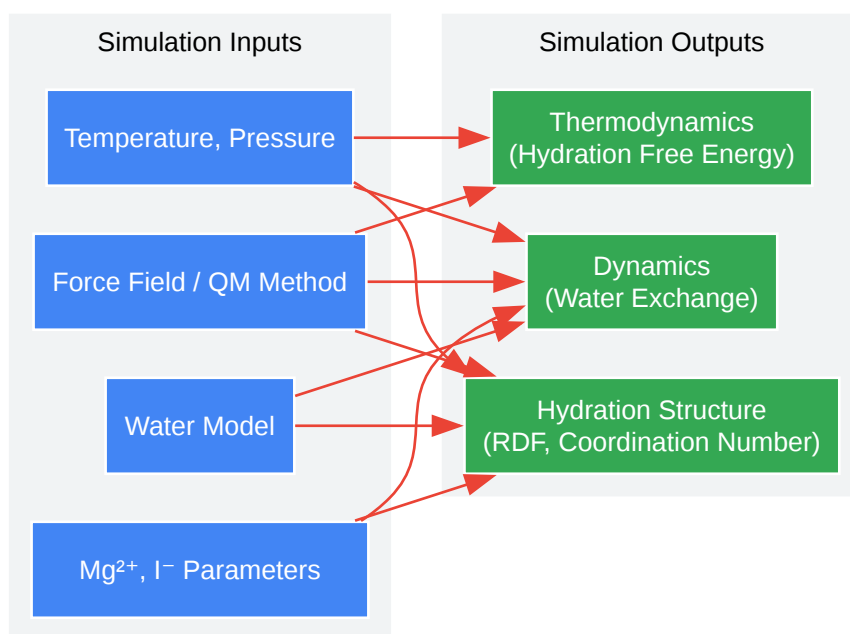 Simulation Inputs
Temperature, Pressure
Force Field / QM Method
Water Model
Mg²⁺, I⁻ Parameters
Simulation Outputs
Thermodynamics
(Hydration Free Energy)
Dynamics
(Water Exchange)
Hydration Structure
(RDF, Coordination Number)